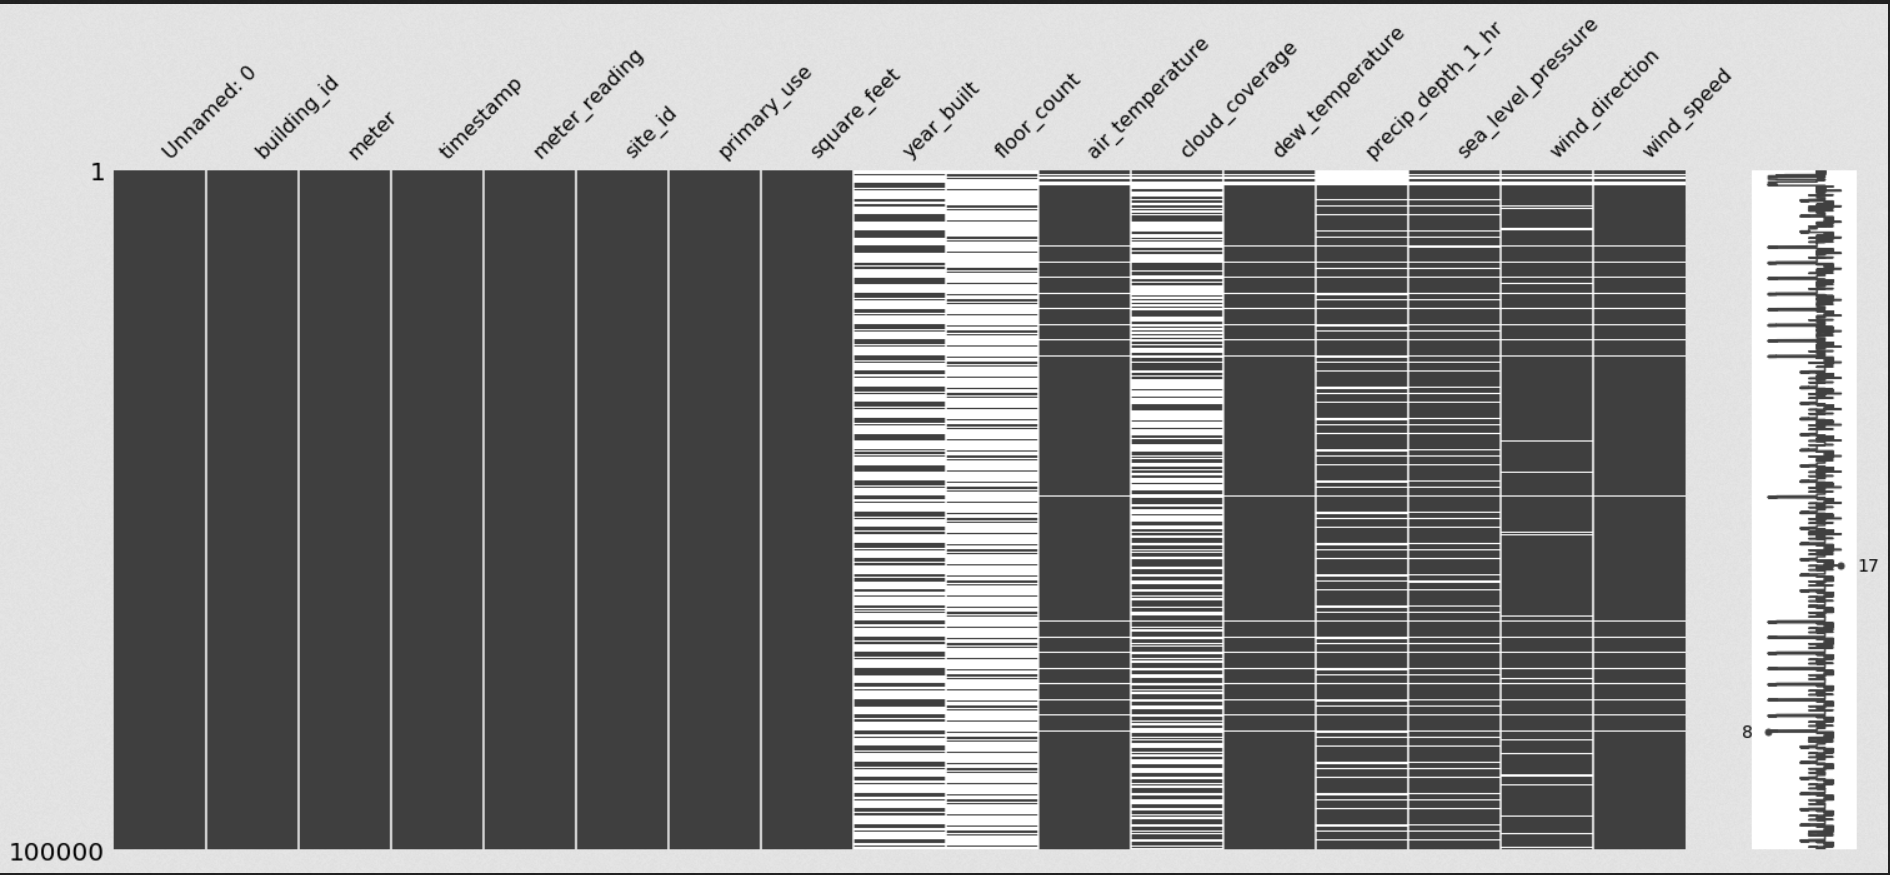 Unnamed: 0
building_id
meter
timestamp
meter_reading
site_id
primary_use
square_feet
year_built
floor_count
air_temperature
cloud_coverage
dew_temperature
precip_depth_1_hr
sea_level_pressure
wind_direction
wind_speed
1
17
8
100000